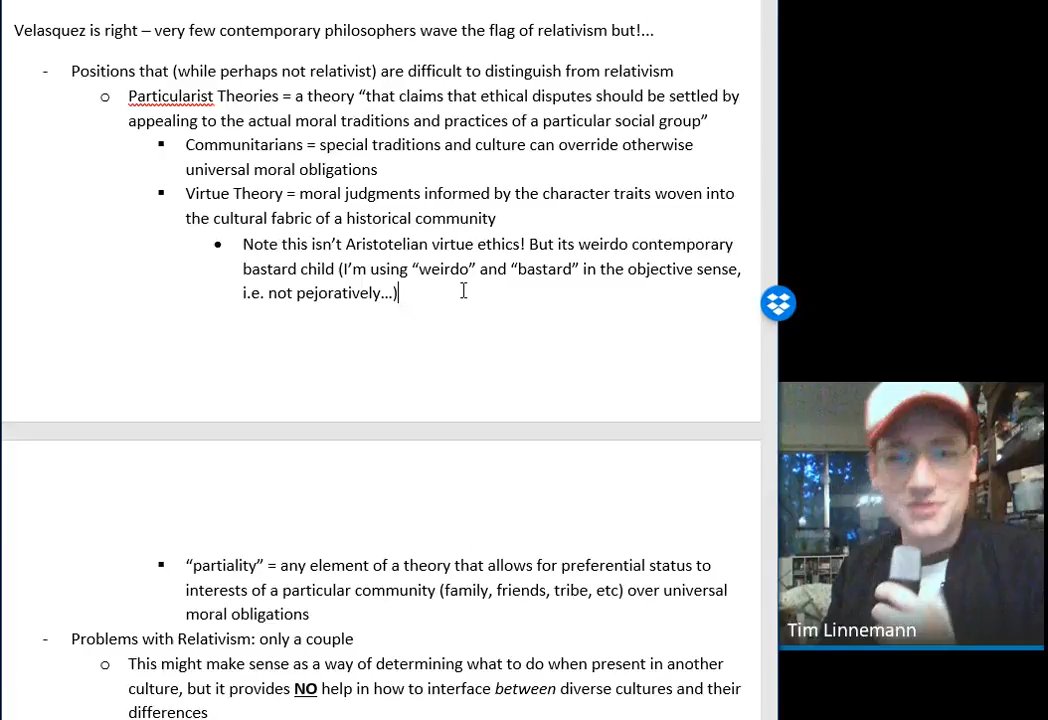 Velasquez is right – very few contemporary philosophers wave the flag of relativism but!...
- Positions that (while perhaps not relativist) are difficult to distinguish from relativism
o Particularist Theories = a theory “that claims that ethical disputes should be settled by
appealing to the actual moral traditions and practices of a particular social group”
▪ Communitarians = special traditions and culture can override otherwise
universal moral obligations
▪ Virtue Theory = moral judgments informed by the character traits woven into
the cultural fabric of a historical community
• Note this isn’t Aristotelian virtue ethics! But its weirdo contemporary
bastard child (I’m using “weirdo” and “bastard” in the objective sense,
i.e. not pejoratively…)
▪ “partiality” = any element of a theory that allows for preferential status to
interests of a particular community (family, friends, tribe, etc) over universal
moral obligations
- Problems with Relativism: only a couple
o This might make sense as a way of determining what to do when present in another
culture, but it provides NO help in how to interface between diverse cultures and their
differences
Tim Linnemann